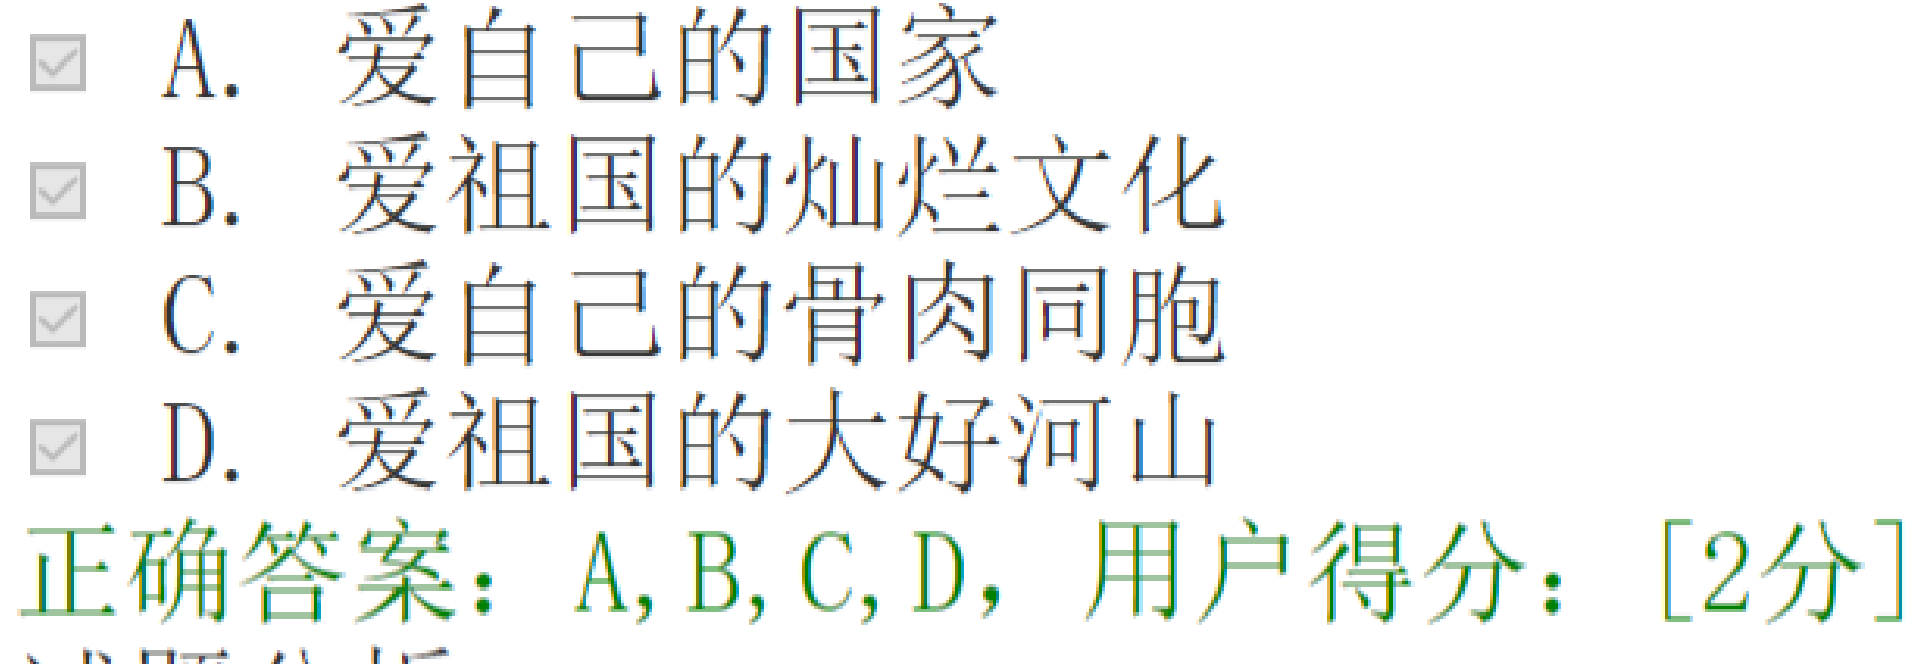 A. 爱自己的国家
B. 爱祖国的灿烂文化
C. 爱自己的骨肉同胞
D. 爱祖国的大好河山
正确答案：A,B,C,D，用户得分：[2分]